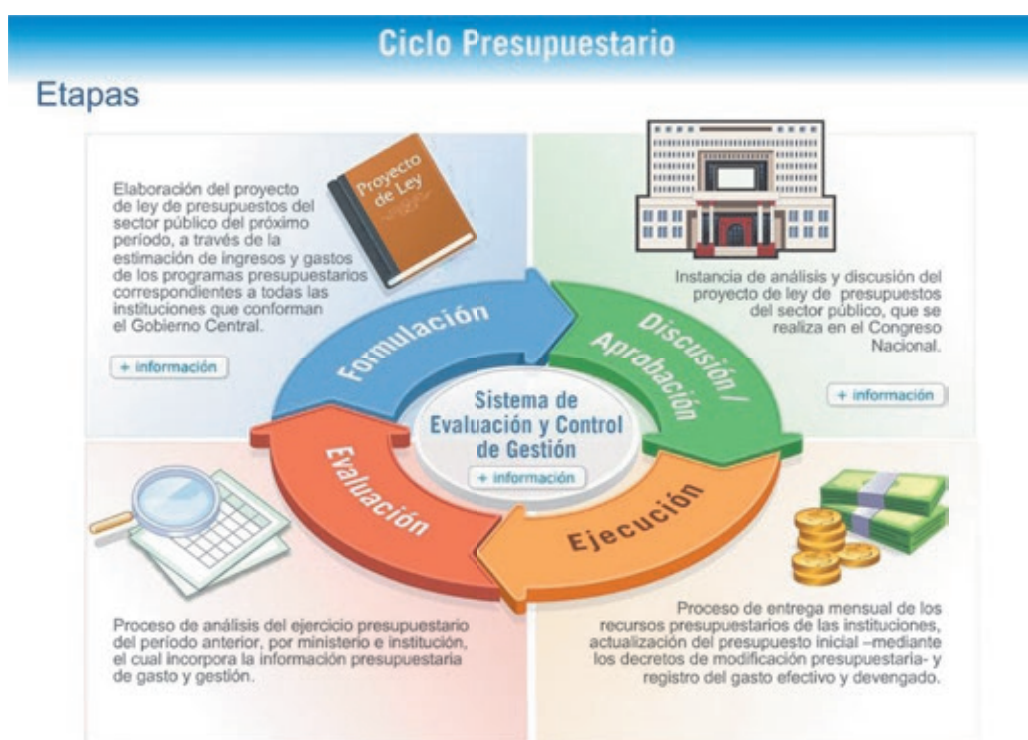 Ciclo Presupuestario
Etapas
Elaboración del proyecto
de ley de presupuestos del
sector público del próximo
período, a través de la
estimación de ingresos y gastos
de los programas presupuestarios
correspondientes a todas las
instituciones que conforman
el Gobierno Central.
+ información
Proyecto
de Ley
Instancia de análisis y discusión del
proyecto de ley de presupuestos
del sector público, que se
realiza en el Congreso
Nacional.
+ información
Formulación
Discusión /
Aprobación
Sistema de
Evaluación y Control
de Gestión
+ información
Evaluación
Ejecución
Proceso de análisis del ejercicio presupuestario
del período anterior, por ministerio e institución,
el cual incorpora la información presupuestaria
de gasto y gestión.
Proceso de entrega mensual de los
recursos presupuestarios de las instituciones,
actualización del presupuesto inicial –mediante
los decretos de modificación presupuestaria- y
registro del gasto efectivo y devengado.